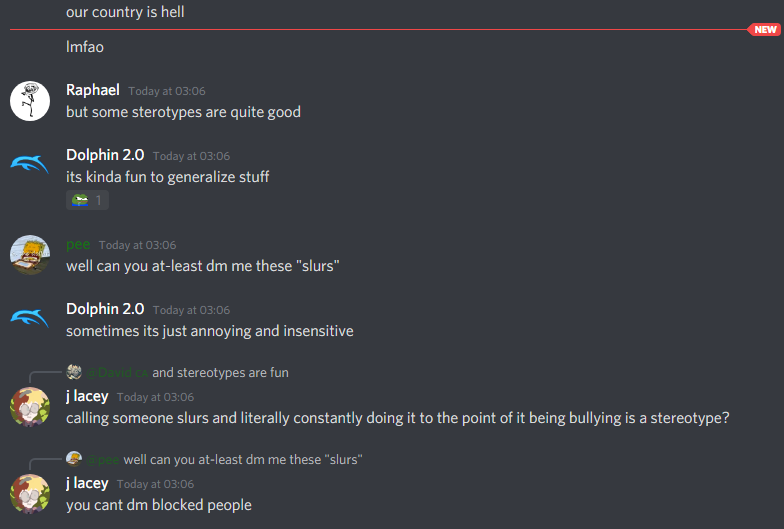 our country is hell
NEW
lmfao
Raphael Today at 03:06
but some sterotypes are quite good
Dolphin 2.0 Today at 03:06
its kinda fun to generalize stuff
1
pee Today at 03:06
well can you at-least dm me these "slurs"
Dolphin 2.0 Today at 03:06
sometimes its just annoying and insensitive
and stereotypes are fun
j lacey Today at 03:06
calling someone slurs and literally constantly doing it to the point of it being bullying is a stereotype?
@pee well can you at-least dm me these "slurs"
j lacey Today at 03:06
you cant dm blocked people